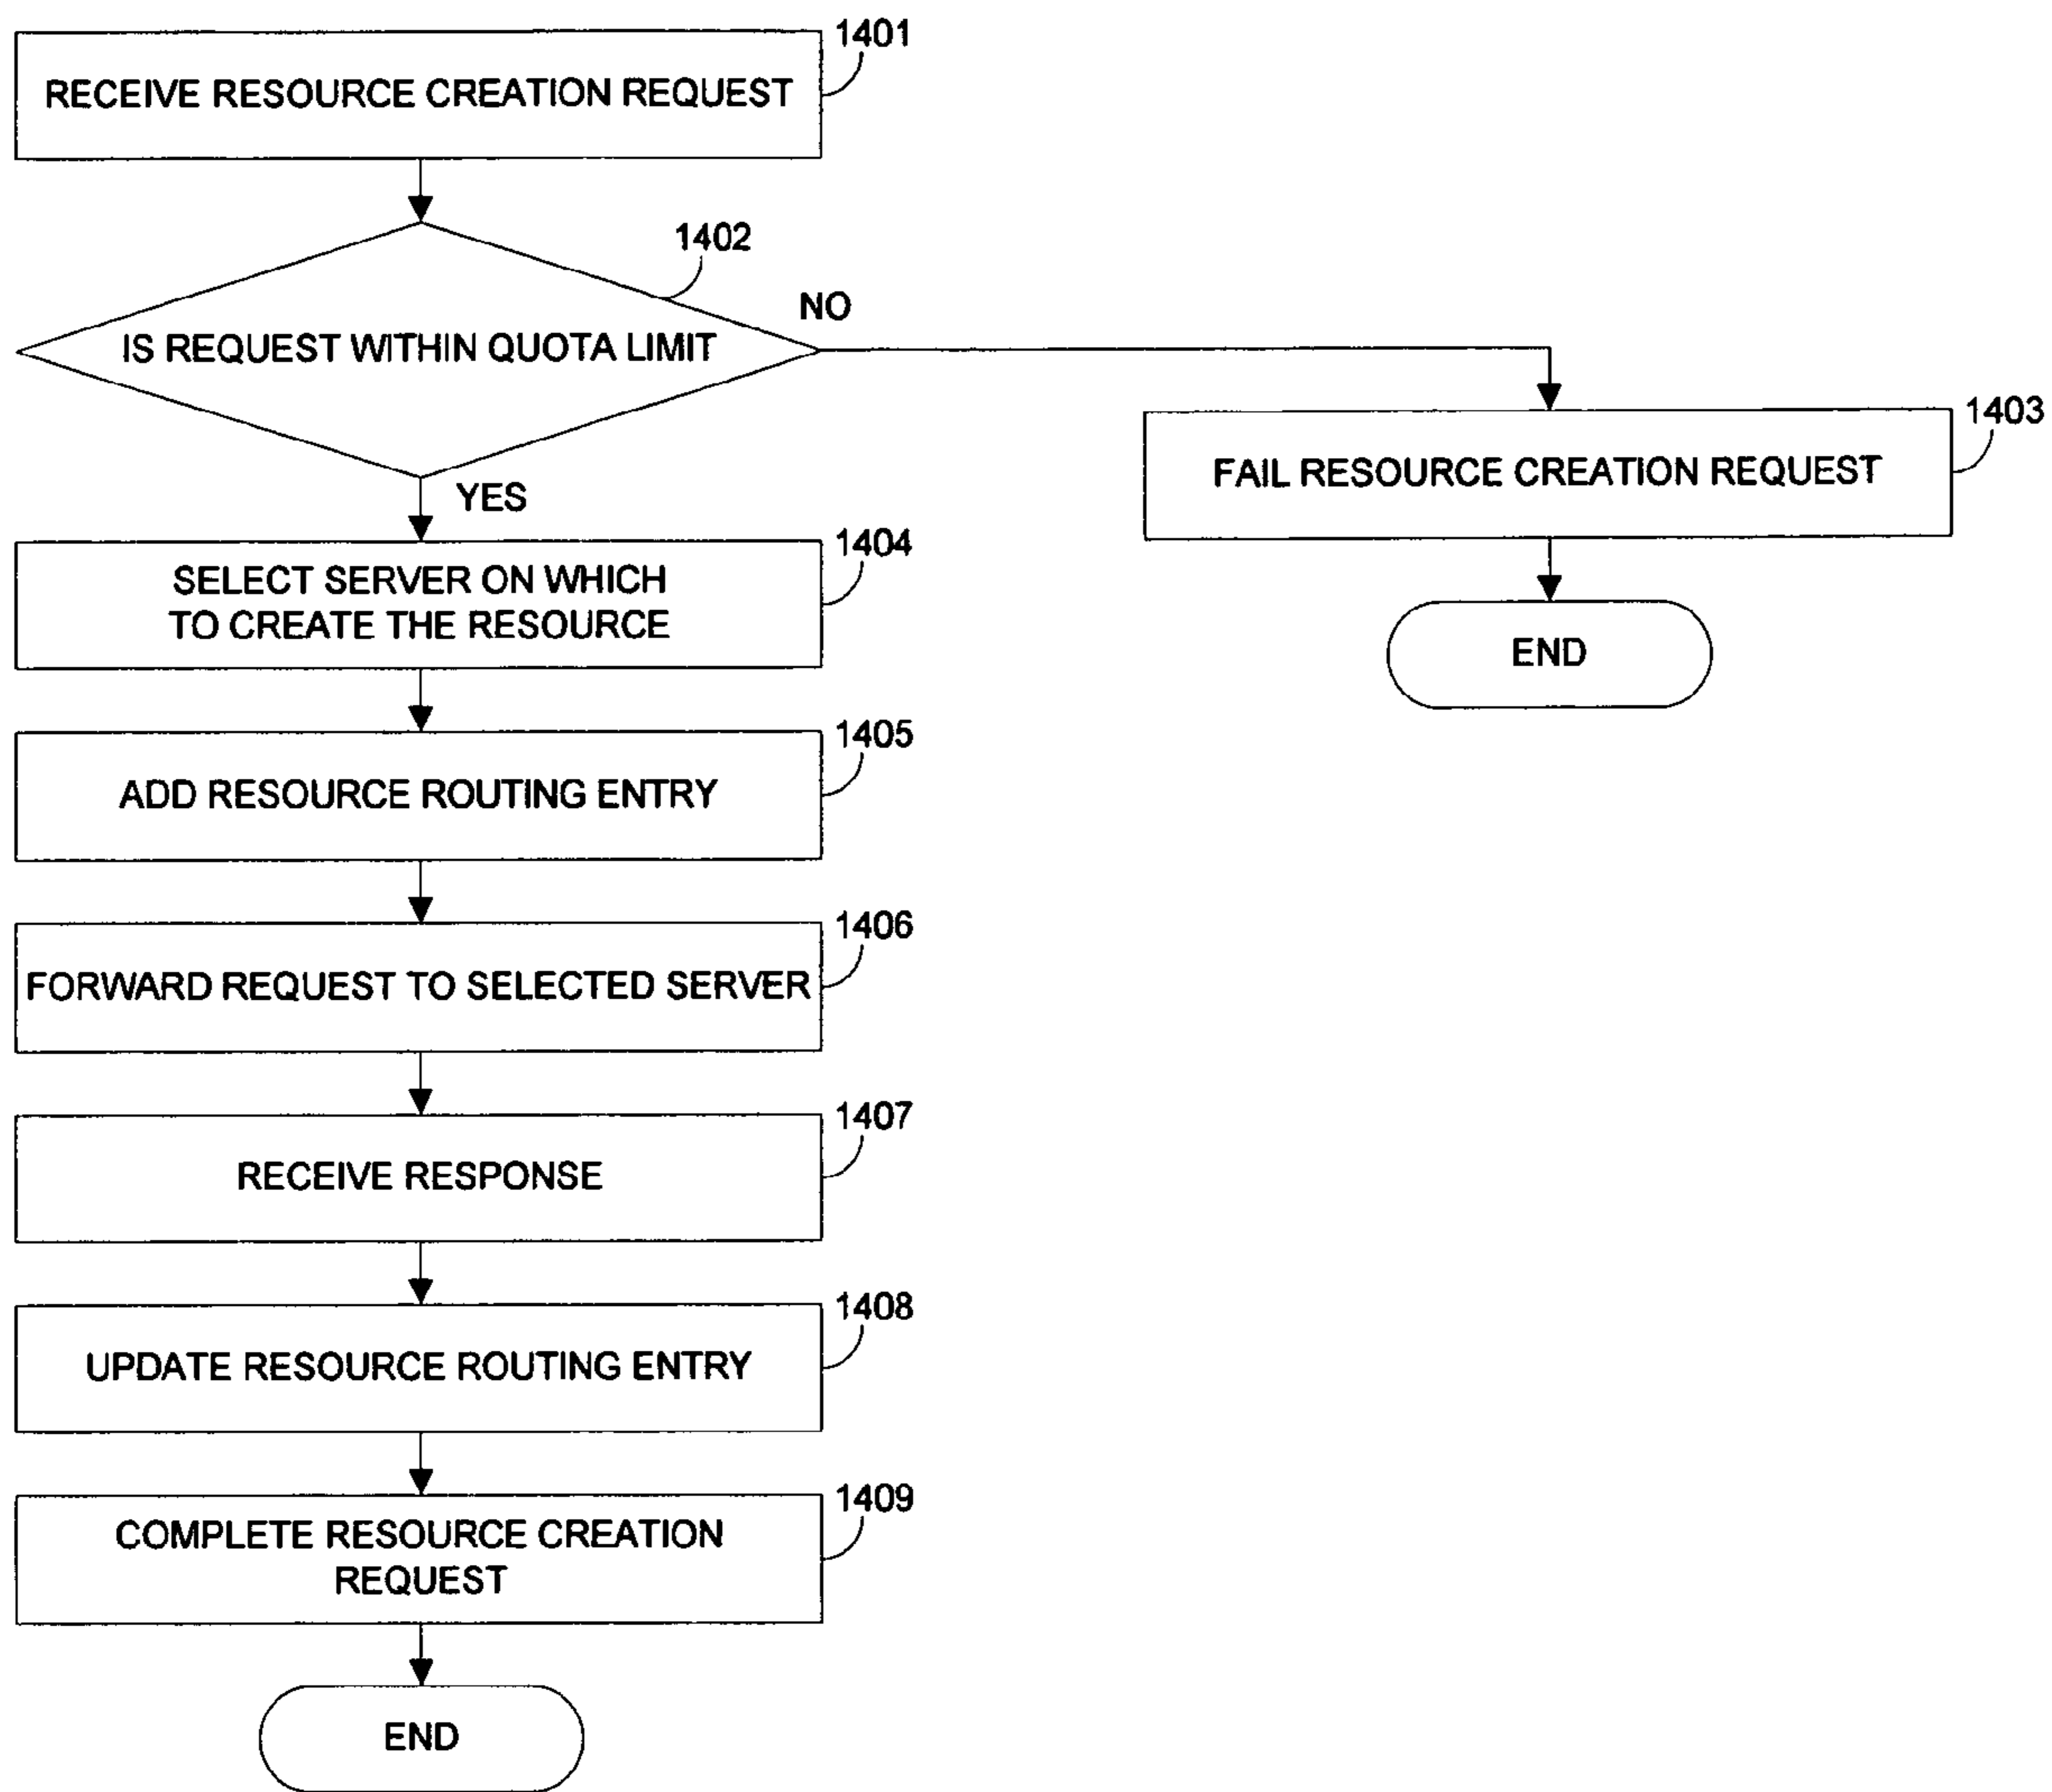 1401
RECEIVE RESOURCE CREATION REQUEST
1402
IS REQUEST WITHIN QUOTA LIMIT
NO
1403
FAIL RESOURCE CREATION REQUEST
END
YES
1404
SELECT SERVER ON WHICH
TO CREATE THE RESOURCE
1405
ADD RESOURCE ROUTING ENTRY
1406
FORWARD REQUEST TO SELECTED SERVER
1407
RECEIVE RESPONSE
1408
UPDATE RESOURCE ROUTING ENTRY
1409
COMPLETE RESOURCE CREATION
REQUEST
END